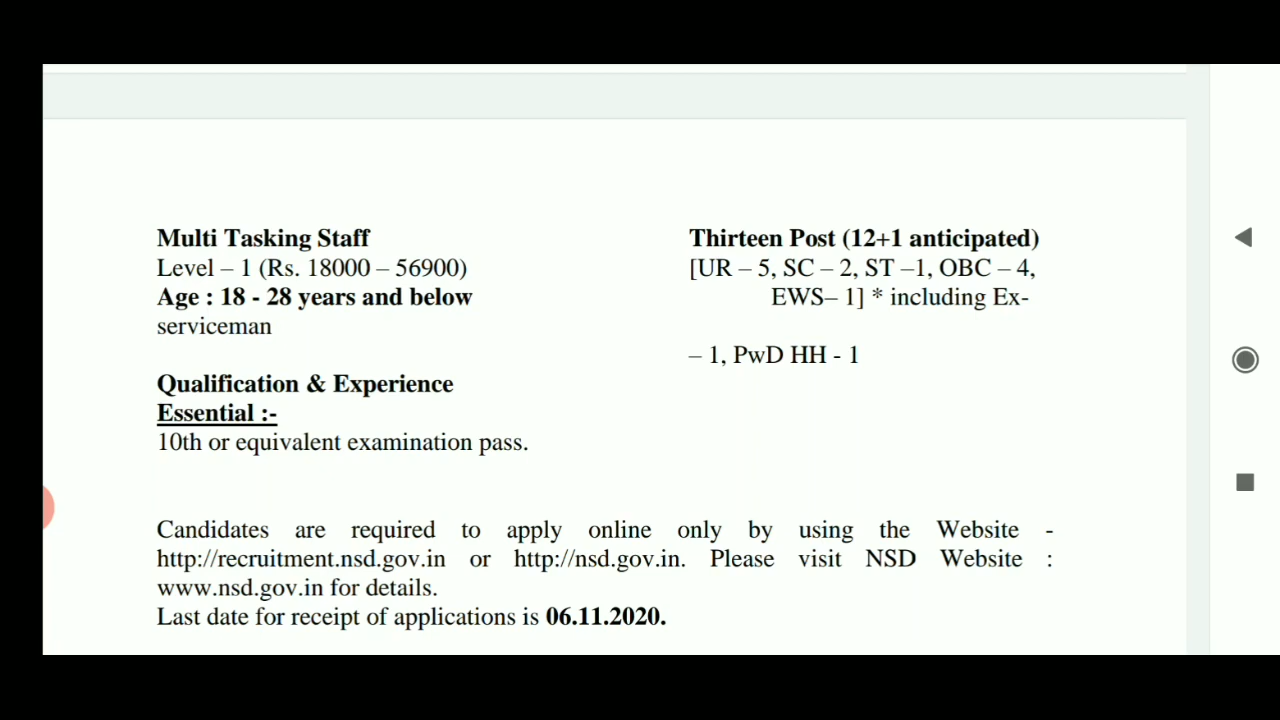 Multi Tasking Staff Thirteen Post (12+1 anticipated)
Level – 1 (Rs. 18000 – 56900) [UR – 5, SC – 2, ST –1, OBC – 4,
Age : 18 - 28 years and below EWS– 1] * including Ex-
serviceman
– 1, PwD HH - 1
Qualification & Experience
Essential :-
10th or equivalent examination pass.
Candidates are required to apply online only by using the Website -
http://recruitment.nsd.gov.in or http://nsd.gov.in. Please visit NSD Website :
www.nsd.gov.in for details.
Last date for receipt of applications is 06.11.2020.